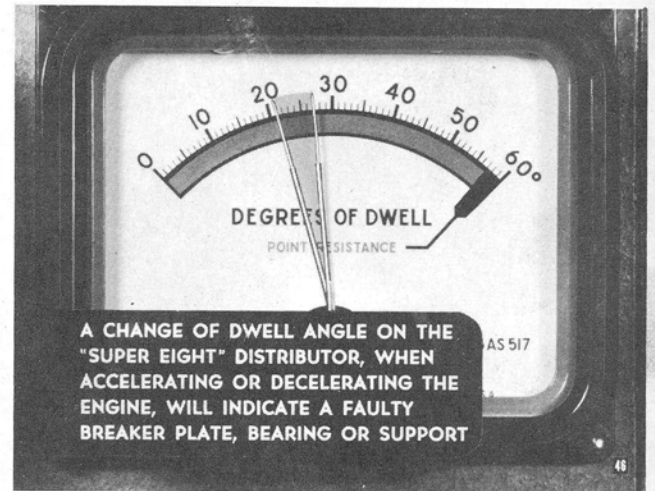 0 10 20 30 40 50 60°
DEGREES OF DWELL
POINT RESISTANCE
AS 517
A CHANGE OF DWELL ANGLE ON THE
"SUPER EIGHT" DISTRIBUTOR, WHEN
ACCELERATING OR DECELERATING THE
ENGINE, WILL INDICATE A FAULTY
BREAKER PLATE, BEARING OR SUPPORT
46